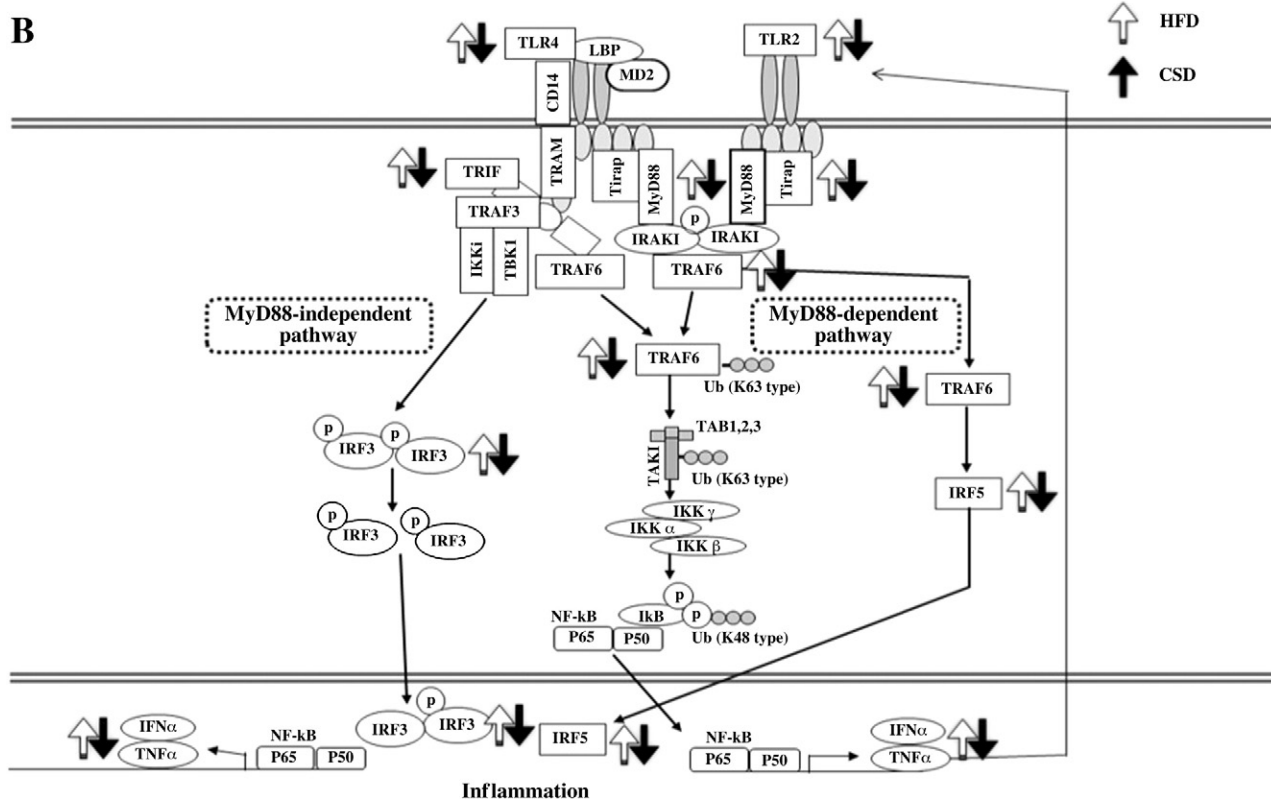 B
HFD
CSD
TLR4
LBP
MD2
CD14
TLR2
TRIF
TRAM
Tirap
MyD88
MyD88
Tirap
TRAF3
IKKi
TBK1
p
IRAKI
IRAKI
TRAF6
TRAF6
MyD88-independent
pathway
MyD88-dependent
pathway
TRAF6
Ub (K63 type)
TRAF6
TAB1,2,3
TAKI
Ub (K63 type)
p
IRF3
p
IRF3
IRF5
p
IRF3
p
IRF3
IKK γ
IKK α
IKK β
p
IkB
p
Ub (K48 type)
NF-kB
P65
P50
IFNα
TNFα
NF-kB
P65
P50
p
IRF3
IRF3
IRF5
NF-kB
P65
P50
IFNα
TNFα
Inflammation